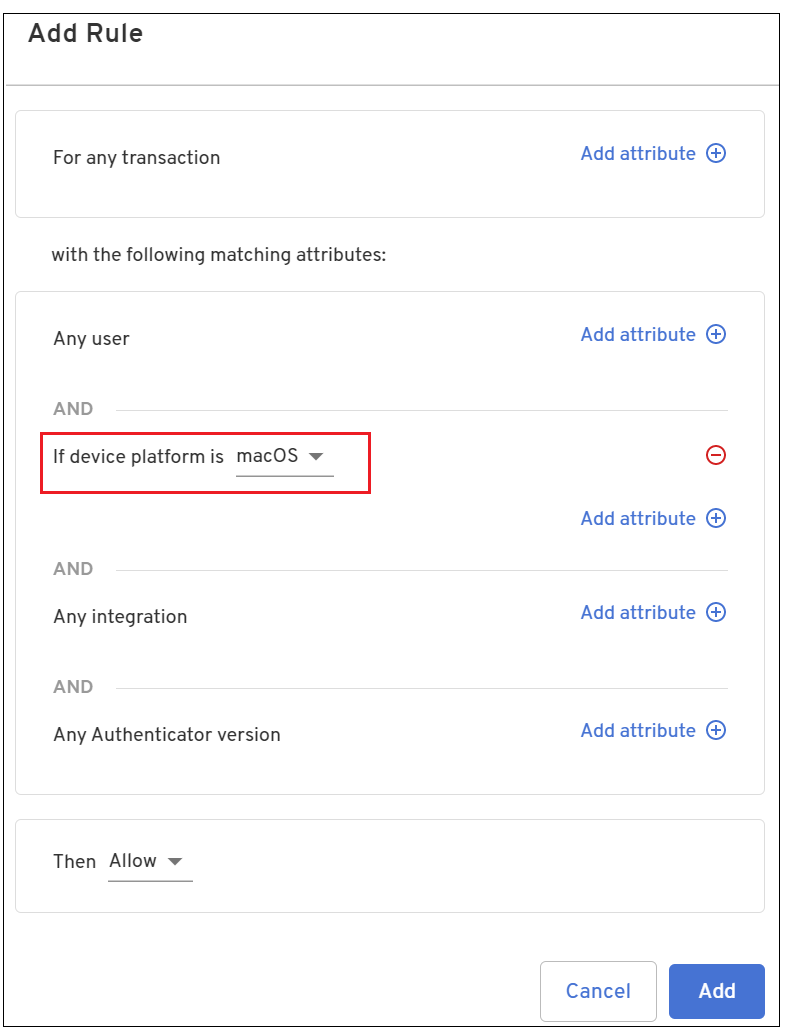 Add Rule
For any transaction
Add attribute
with the following matching attributes:
Any user
Add attribute
AND
If device platform is macOS
Add attribute
AND
Any integration
Add attribute
AND
Any Authenticator version
Add attribute
Then Allow
Cancel
Add